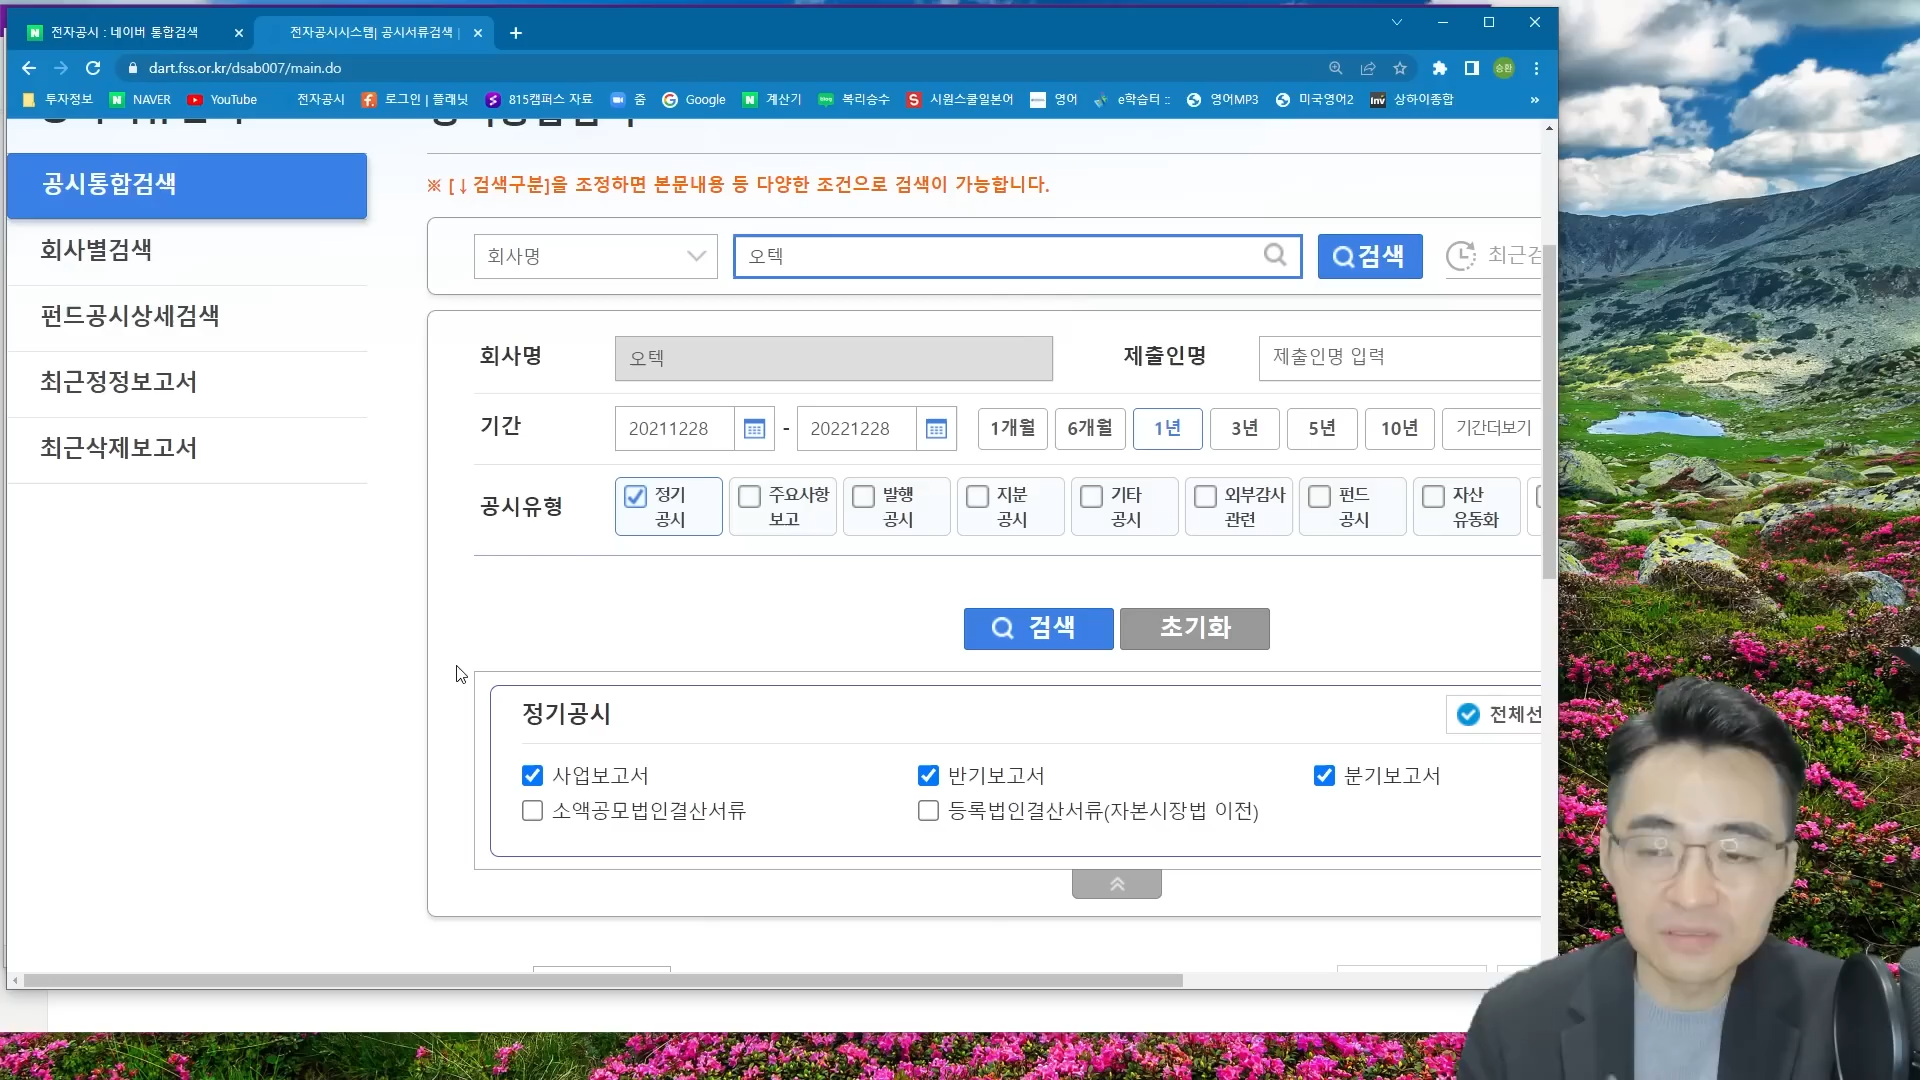 전자공시 : 네이버 통합검색
전자공시시스템| 공시서류검색 |
dart.fss.or.kr/dsab007/main.do
승환
투자정보
NAVER
YouTube
전자공시
로그인 | 플래닛
815캠퍼스 자료
줌
Google
계산기
복리승수
시원스쿨일본어
영어
e학습터 ::
영어MP3
미국영어2
Inv 상하이종합
»
공시통합검색
회사별검색
펀드공시상세검색
최근정정보고서
최근삭제보고서
※ [↓검색구분]을 조정하면 본문내용 등 다양한 조건으로 검색이 가능합니다.
회사명
오텍
검색
최근검
회사명
오텍
제출인명
제출인명 입력
기간
20211228
-
20221228
1개월
6개월
1년
3년
5년
10년
기간더보기
공시유형
정기
공시
주요사항
보고
발행
공시
지분
공시
기타
공시
외부감사
관련
펀드
공시
자산
유동화
검색
초기화
정기공시
전체선
사업보고서
반기보고서
분기보고서
소액공모법인결산서류
등록법인결산서류(자본시장법 이전)